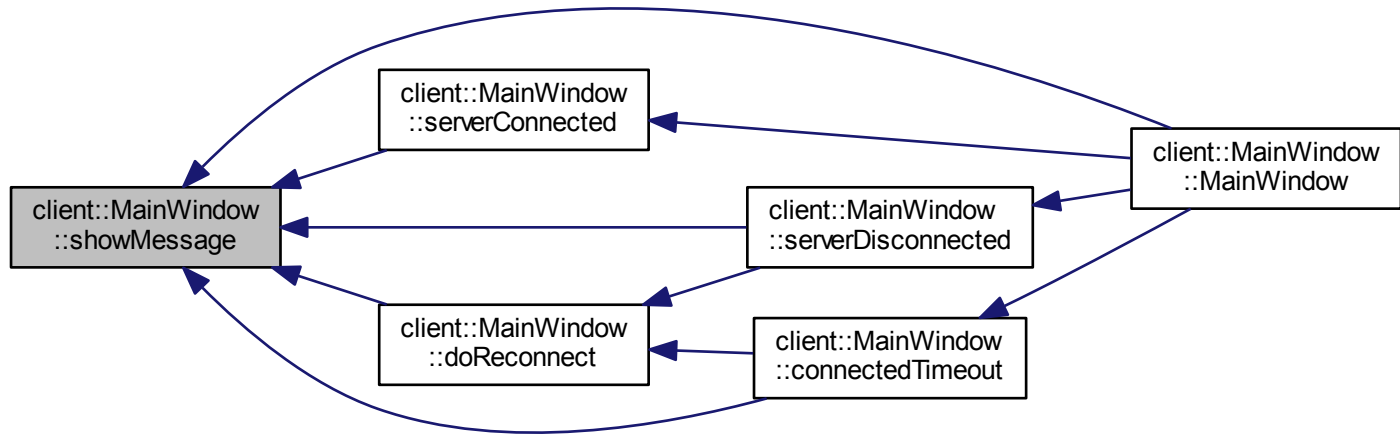 client::MainWindow
::showMessage
client::MainWindow
::serverConnected
client::MainWindow
::serverDisconnected
client::MainWindow
::doReconnect
client::MainWindow
::connectedTimeout
client::MainWindow
::MainWindow